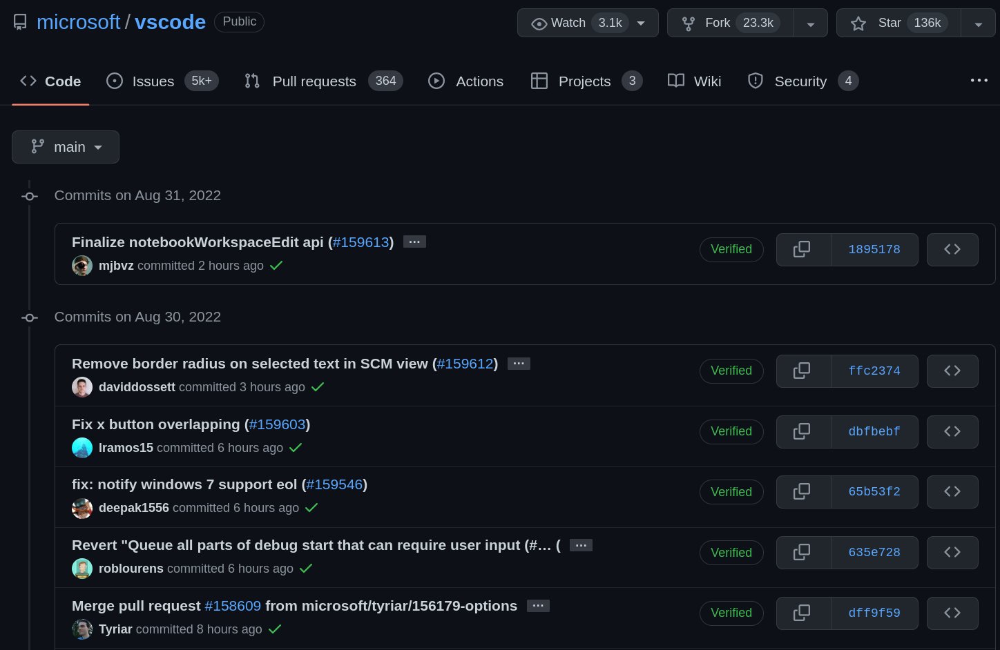 microsoft / vscode Public Watch 3.1k Fork 23.3k Star 136k
Code Issues 5k+ Pull requests 364 Actions Projects 3 Wiki Security 4 ...
main
Commits on Aug 31, 2022
Finalize notebookWorkspaceEdit api (#159613) ...
Verified 1895178
mjbvz committed 2 hours ago
Commits on Aug 30, 2022
Remove border radius on selected text in SCM view (#159612) ...
Verified ffc2374
daviddossett committed 3 hours ago
Fix x button overlapping (#159603)
Verified dbfbebf
lramos15 committed 6 hours ago
fix: notify windows 7 support eol (#159546)
Verified 65b53f2
deepak1556 committed 6 hours ago
Revert "Queue all parts of debug start that can require user input (#… ( ...
Verified 635e728
roblourens committed 6 hours ago
Merge pull request #158609 from microsoft/tyriar/156179-options ...
Verified dff9f59
Tyriar committed 8 hours ago